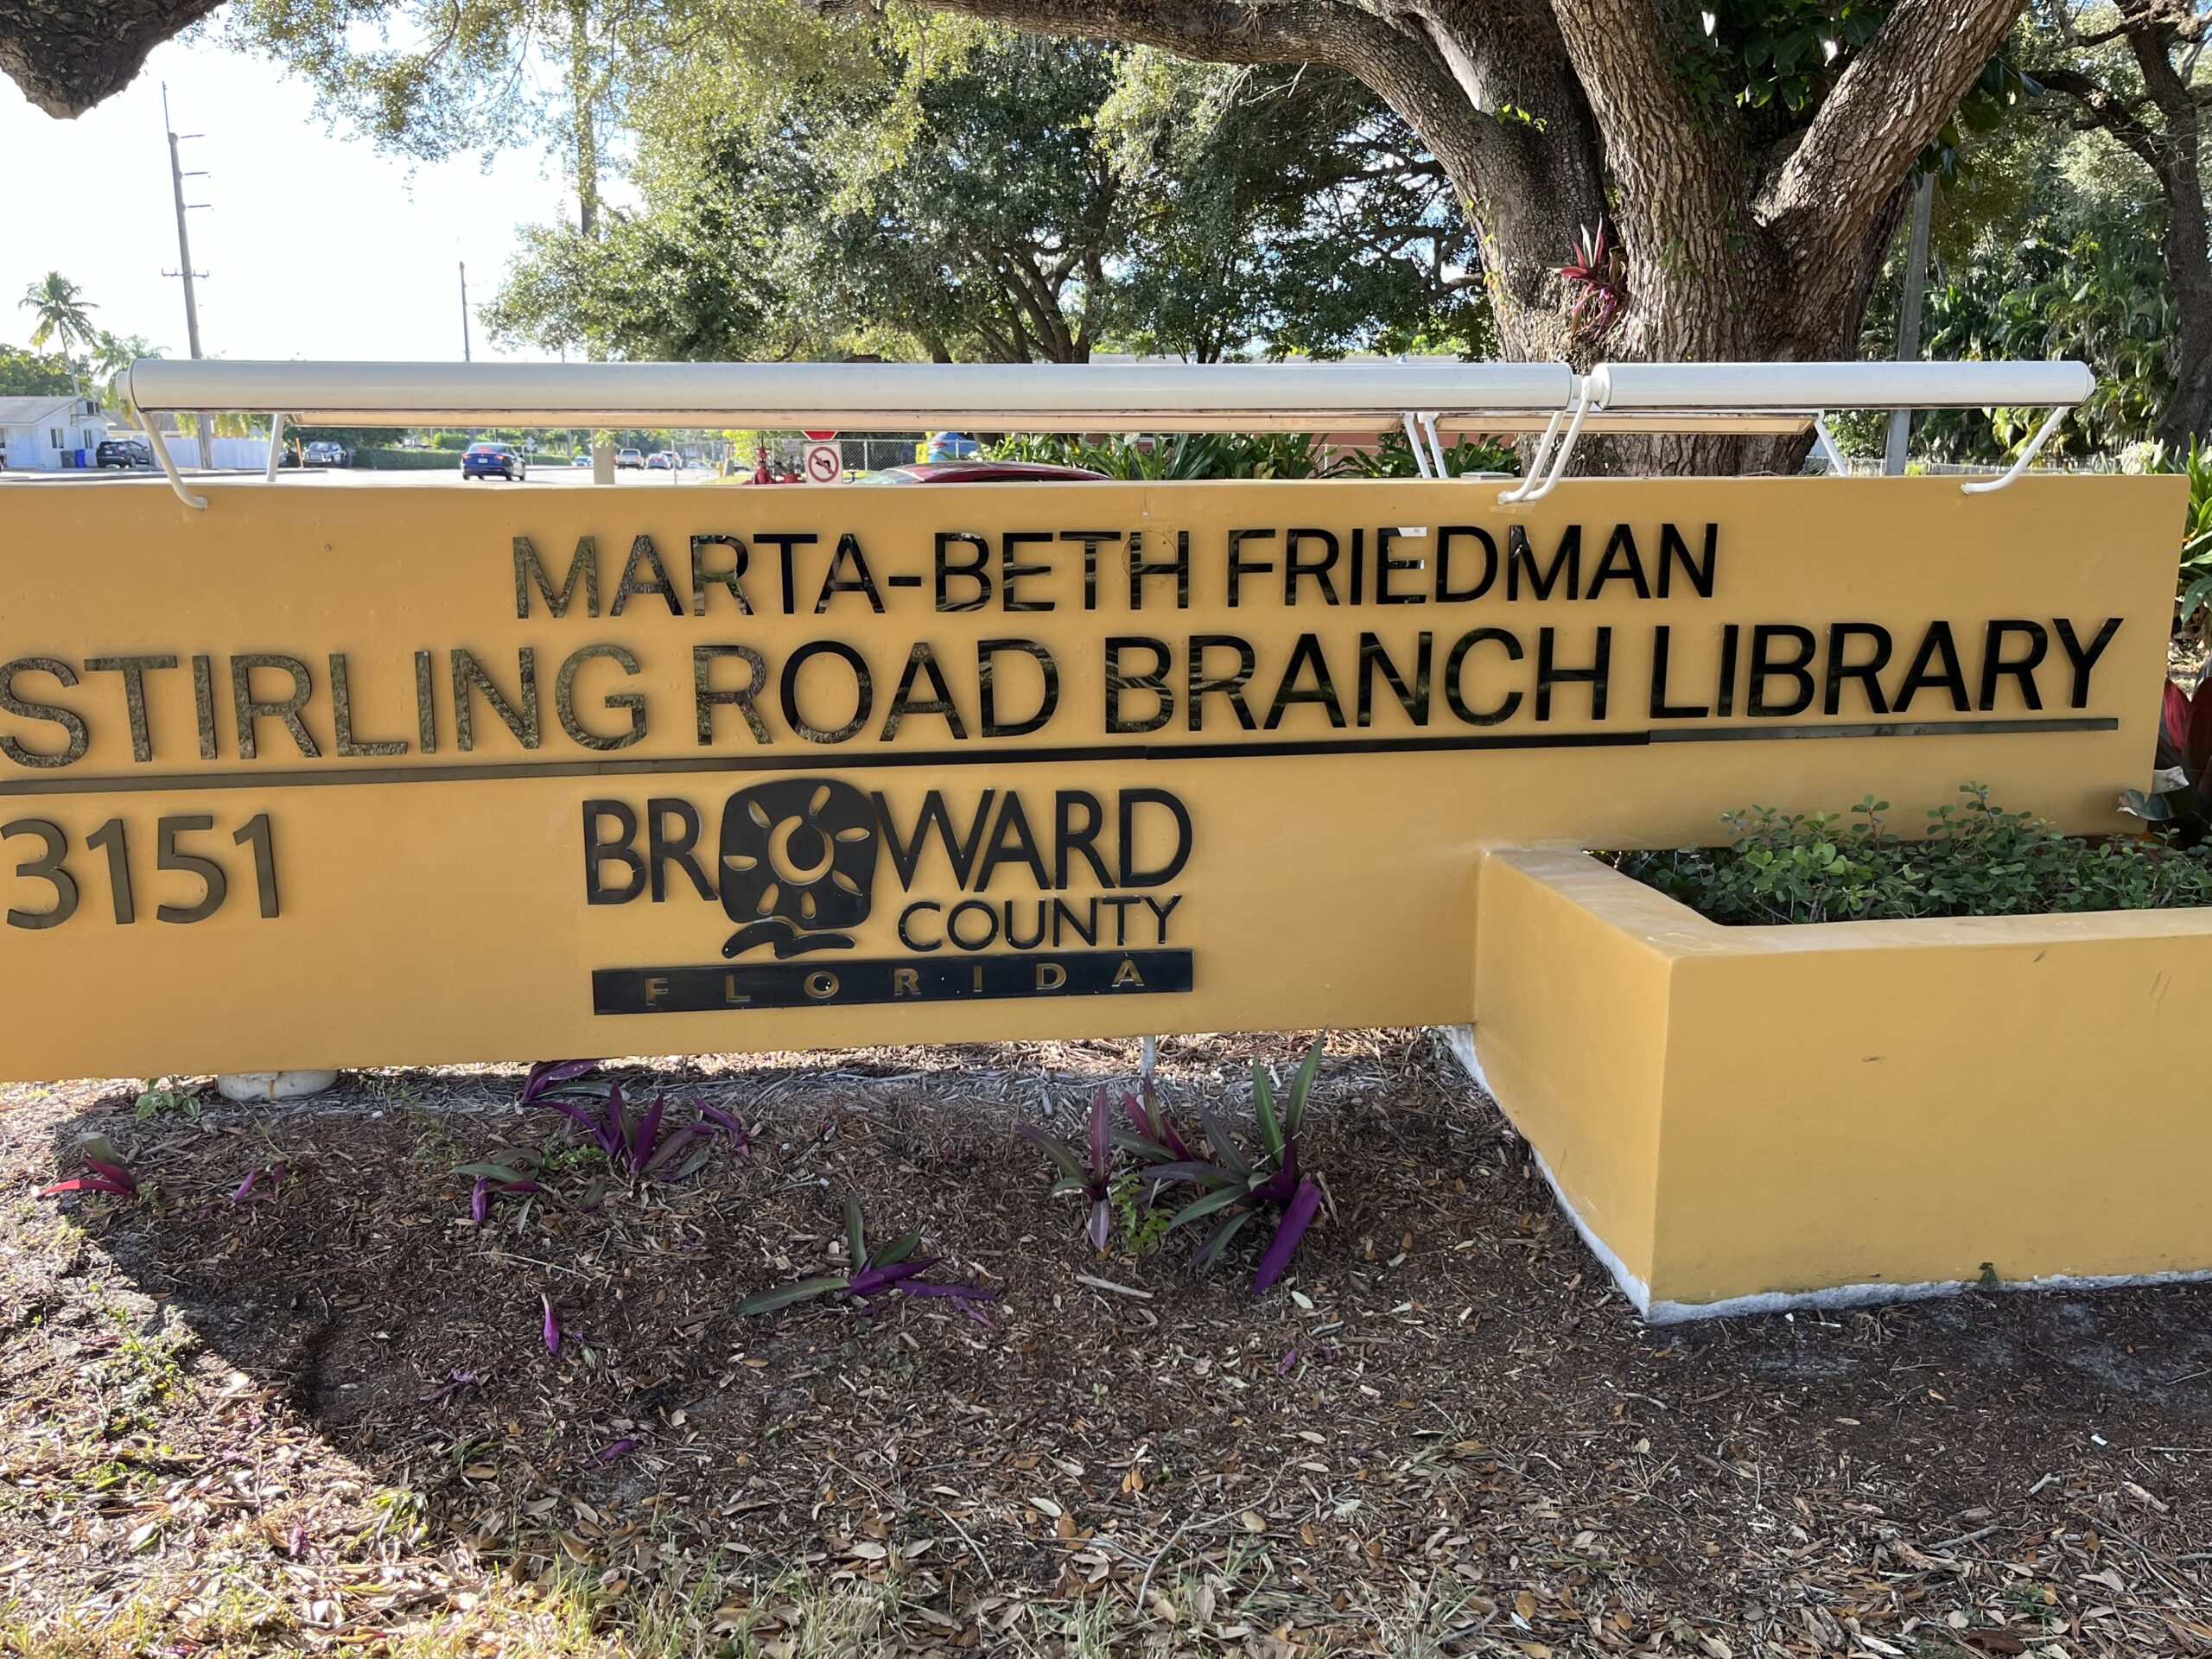 MARTA-BETH FRIEDMAN
STIRLING ROAD BRANCH LIBRARY
3151
BROWARD
COUNTY
FLORIDA